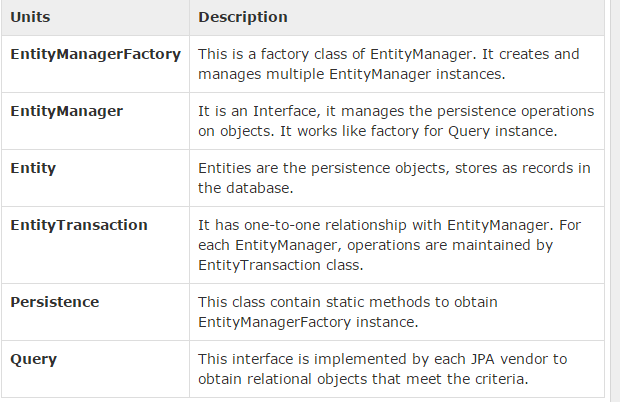 Units Description
EntityManagerFactory This is a factory class of EntityManager. It creates and
manages multiple EntityManager instances.
EntityManager It is an Interface, it manages the persistence operations
on objects. It works like factory for Query instance.
Entity Entities are the persistence objects, stores as records in
the database.
EntityTransaction It has one-to-one relationship with EntityManager. For
each EntityManager, operations are maintained by
EntityTransaction class.
Persistence This class contain static methods to obtain
EntityManagerFactory instance.
Query This interface is implemented by each JPA vendor to
obtain relational objects that meet the criteria.